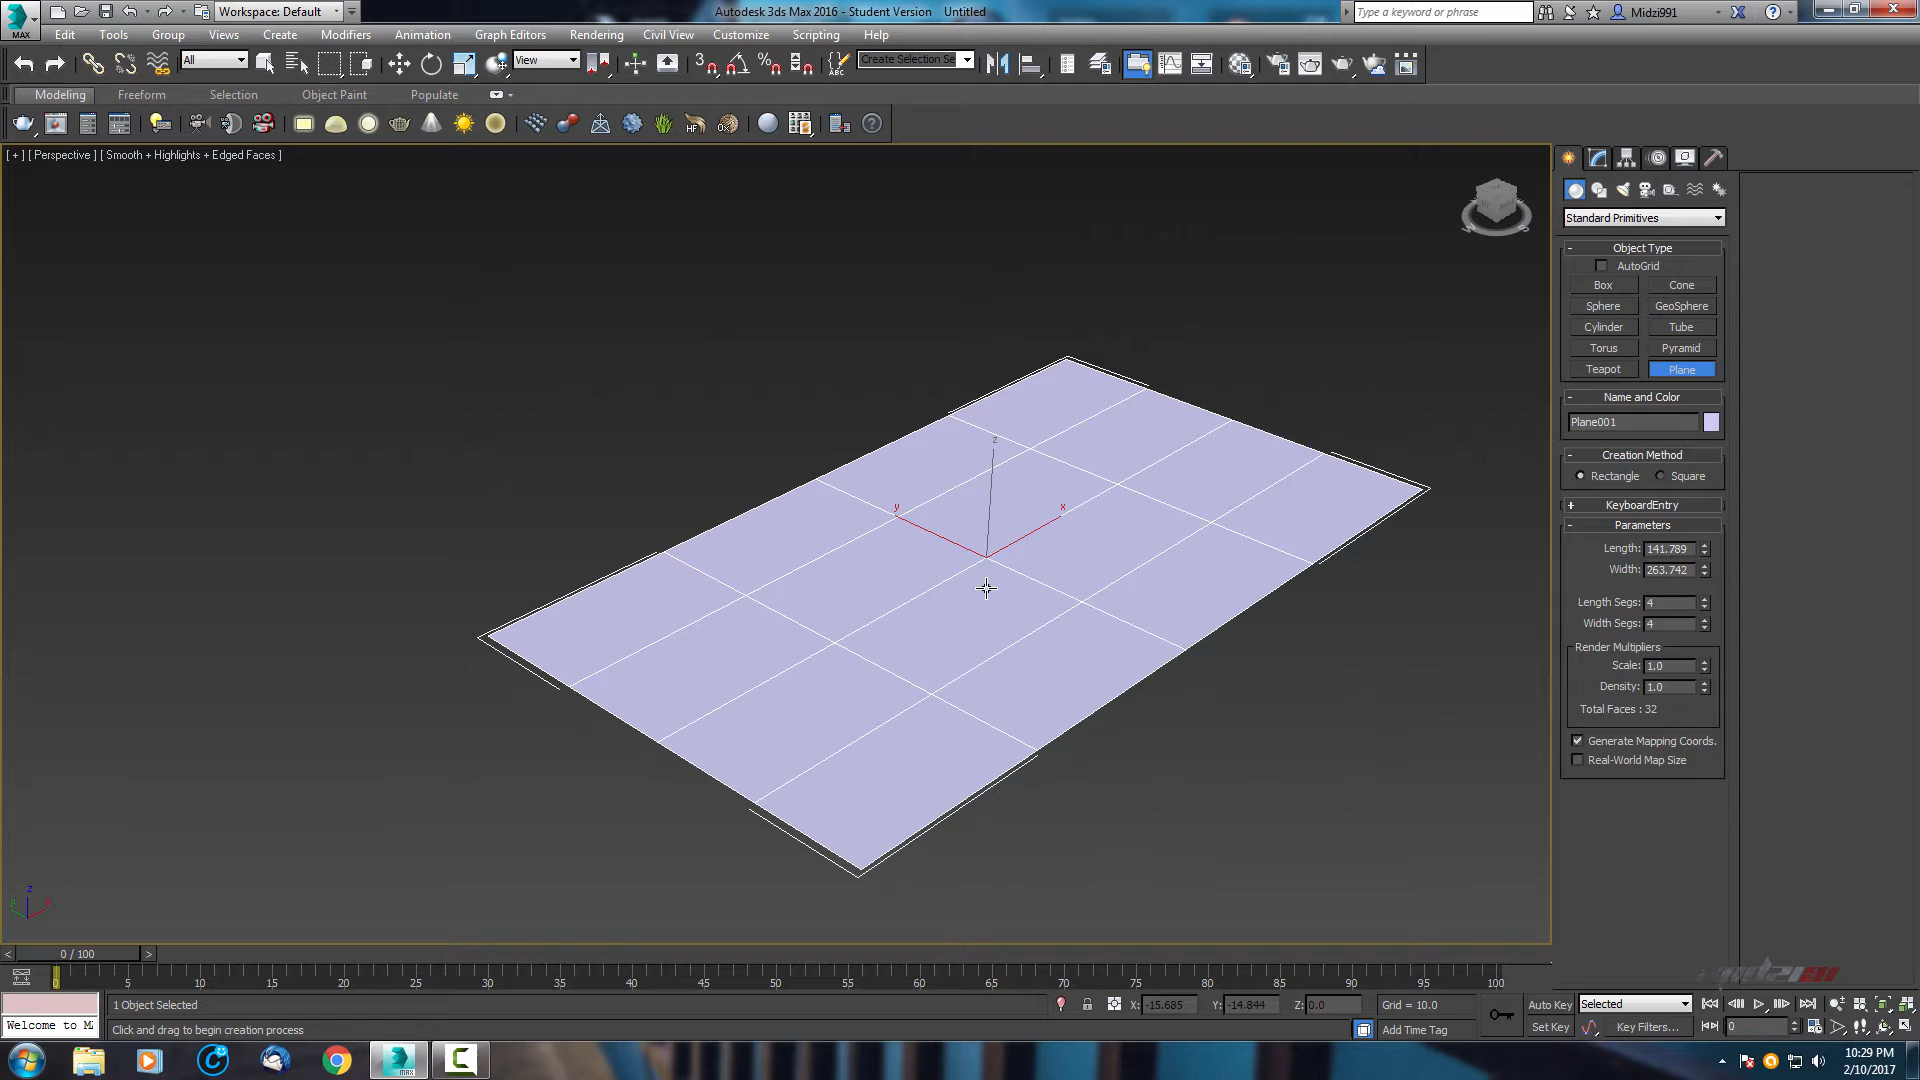 Workspace: Default
Autodesk 3ds Max 2016 - Student Version Untitled
Type a keyword or phrase
Midzi991
MAX
Edit Tools Group Views Create Modifiers Animation Graph Editors Rendering Civil View Customize Scripting Help
All
View
3
ABC
Create Selection Se
Modeling Freeform Selection Object Paint Populate
HF
[ + ] [ Perspective ] [ Smooth + Highlights + Edged Faces ]
Standard Primitives
Object Type
AutoGrid
Box Cone
Sphere GeoSphere
Cylinder Tube
Torus Pyramid
Teapot Plane
Name and Color
Plane001
Creation Method
Rectangle Square
KeyboardEntry
Parameters
Length: 141.789
Width: 263.742
Length Segs: 4
Width Segs: 4
Render Multipliers
Scale: 1.0
Density: 1.0
Total Faces : 32
Generate Mapping Coords.
Real-World Map Size
z
y
x
z
0 / 100
0 5 10 15 20 25 30 35 40 45 50 55 60 65 70 75 80 85 90 95 100
1 Object Selected
X: -15.685 Y: -14.844 Z: 0.0
Grid = 10.0
Auto Key
Selected
Welcome to M
Click and drag to begin creation process
Add Time Tag
Set Key
Key Filters...
0
MAX
10:29 PM
2/10/2017